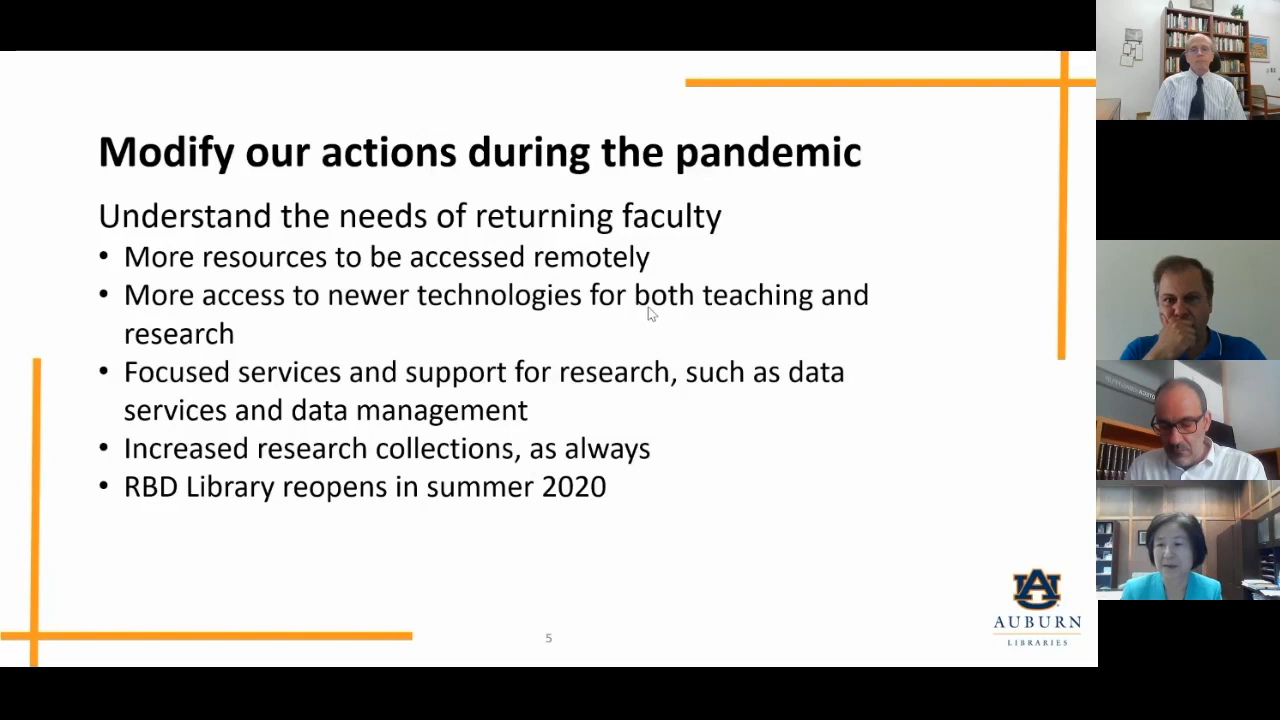 Modify our actions during the pandemic
Understand the needs of returning faculty
• More resources to be accessed remotely
• More access to newer technologies for both teaching and
research
• Focused services and support for research, such as data
services and data management
• Increased research collections, as always
• RBD Library reopens in summer 2020
5
AU
AUBURN
LIBRARIES